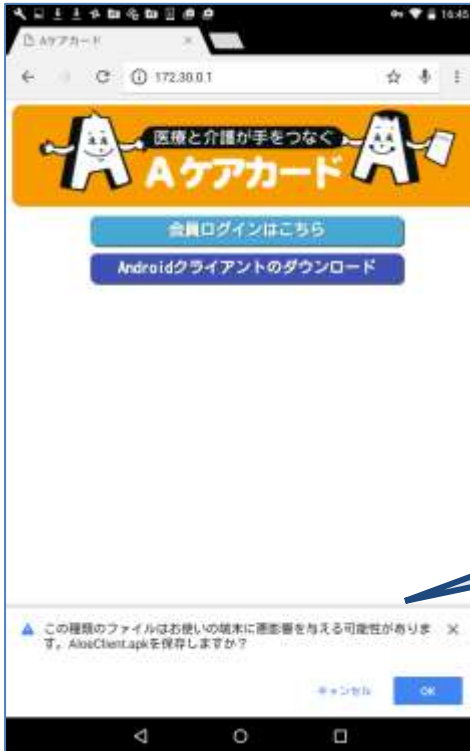 16:45
Aケアカード
172.30.0.1
医療と介護が手をつなぐ
Aケアカード
会員ログインはこちら
Androidクライアントのダウンロード
この種類のファイルはお使いの端末に悪影響を与える可能性がありま
す。AloeClient.apkを保存しますか?
キャンセル
OK